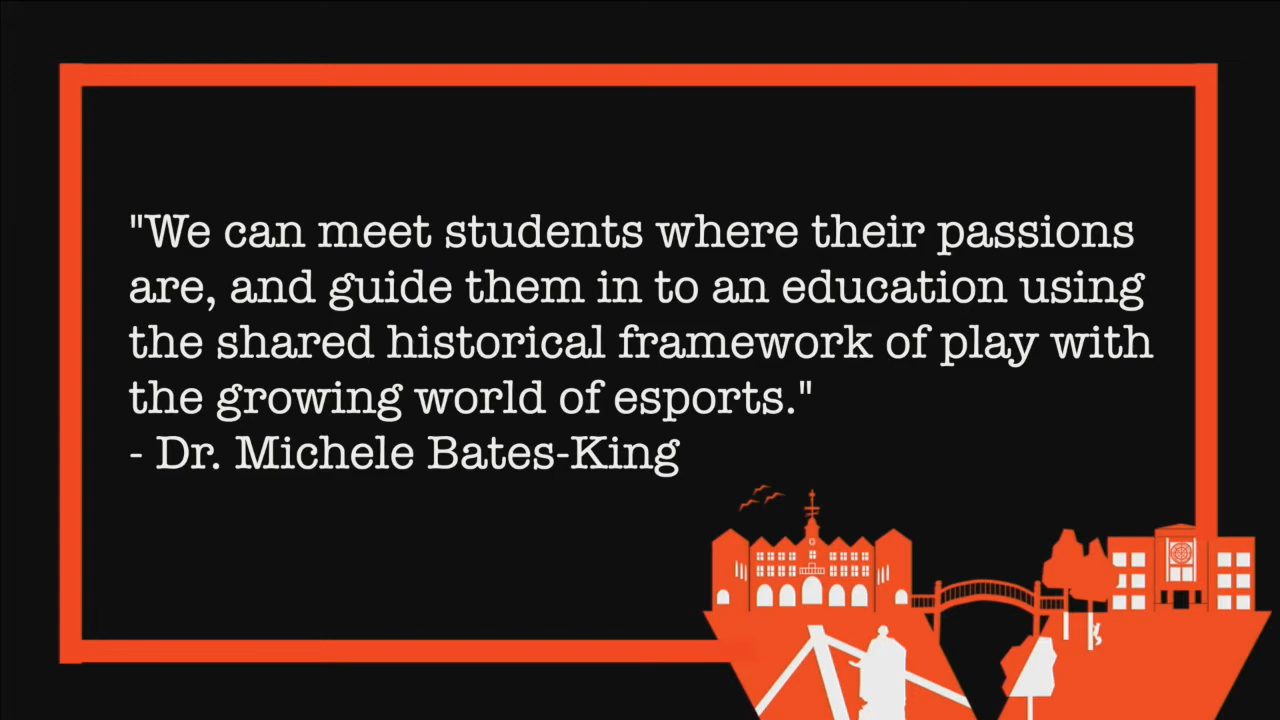 "We can meet students where their passions
are, and guide them in to an education using
the shared historical framework of play with
the growing world of esports."
- Dr. Michele Bates-King